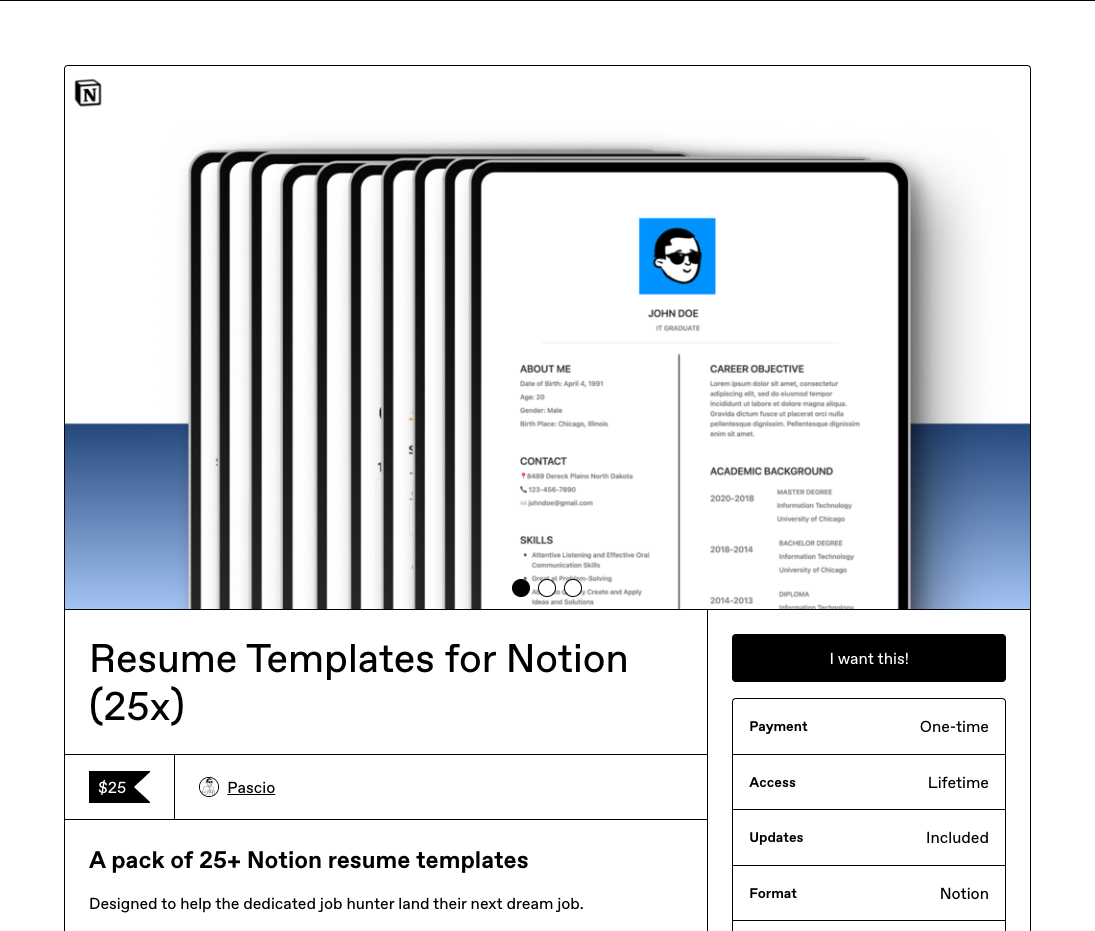 N
JOHN DOE
IT GRADUATE
ABOUT ME
Date of Birth: April 4, 1991
Age: 20
Gender: Male
Birth Place: Chicago, Illinois
CONTACT
8489 Dereck Plains North Dakota
123-456-7890
johndoe@gmail.com
SKILLS
Attentive Listening and Effective Oral
Communication Skills
Great at Problem-Solving
Create and Apply
Ideas and Solutions
CAREER OBJECTIVE
Lorem ipsum dolor sit amet, consectetur
adipiscing elit, sed do eiusmod tempor
incididunt ut labore et dolore magna aliqua.
Gravida dictum fusce ut placerat orci nulla
pellentesque dignissim. Pellentesque dignissim
enim sit amet.
ACADEMIC BACKGROUND
2020-2018
MASTER DEGREE
Information Technology
University of Chicago
2018-2014
BACHELOR DEGREE
Information Technology
University of Chicago
2014-2013
DIPLOMA
Information Technology
Resume Templates for Notion
(25x)
$25
Pascio
A pack of 25+ Notion resume templates
Designed to help the dedicated job hunter land their next dream job.
I want this!
Payment One-time
Access Lifetime
Updates Included
Format Notion